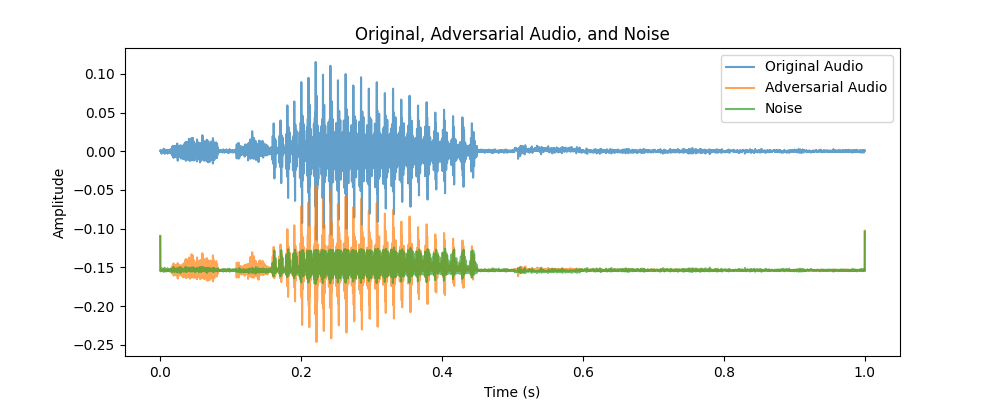 Original, Adversarial Audio, and Noise
Original Audio
Adversarial Audio
Noise
Amplitude
0.10
0.05
0.00
−0.05
−0.10
−0.15
−0.20
−0.25
0.0 0.2 0.4 0.6 0.8 1.0
Time (s)